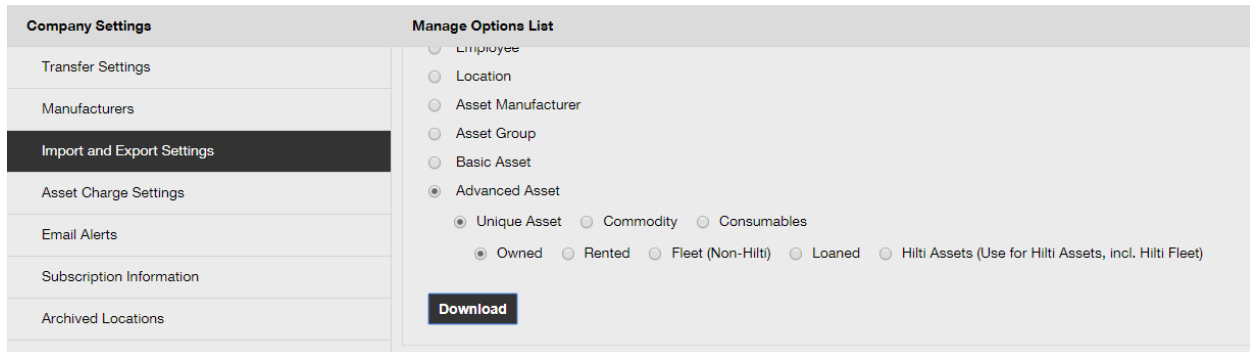 Company Settings
Manage Options List
Transfer Settings
Manufacturers
Import and Export Settings
Asset Charge Settings
Email Alerts
Subscription Information
Archived Locations
Employee
Location
Asset Manufacturer
Asset Group
Basic Asset
Advanced Asset
Unique Asset Commodity Consumables
Owned Rented Fleet (Non-Hilti) Loaned Hilti Assets (Use for Hilti Assets, incl. Hilti Fleet)
Download